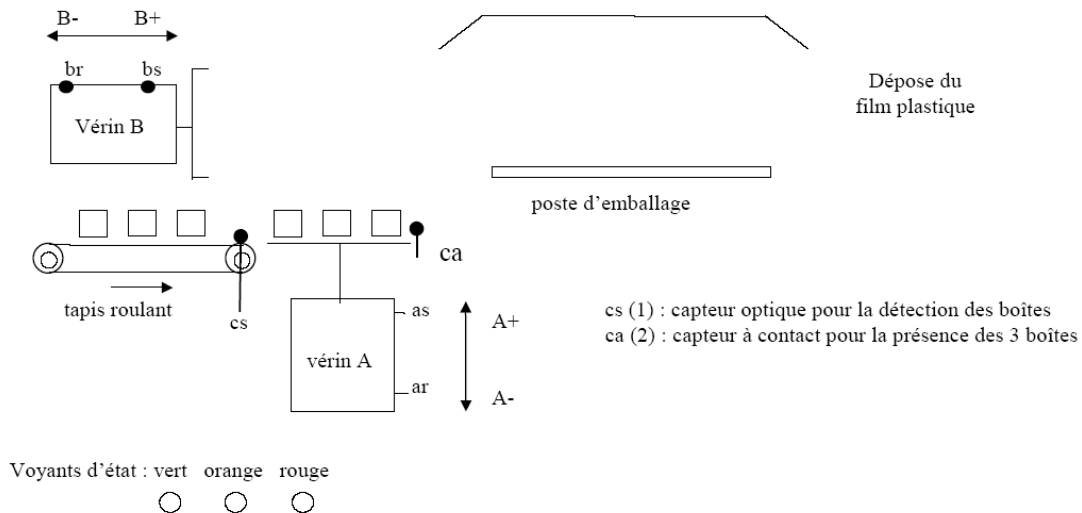 B- B+
br bs
Vérin B
Dépose du
film plastique
poste d'emballage
ca
tapis roulant
cs
as
ar
vérin A
A+
A-
cs (1) : capteur optique pour la détection des boîtes
ca (2) : capteur à contact pour la présence des 3 boîtes
Voyants d'état : vert orange rouge